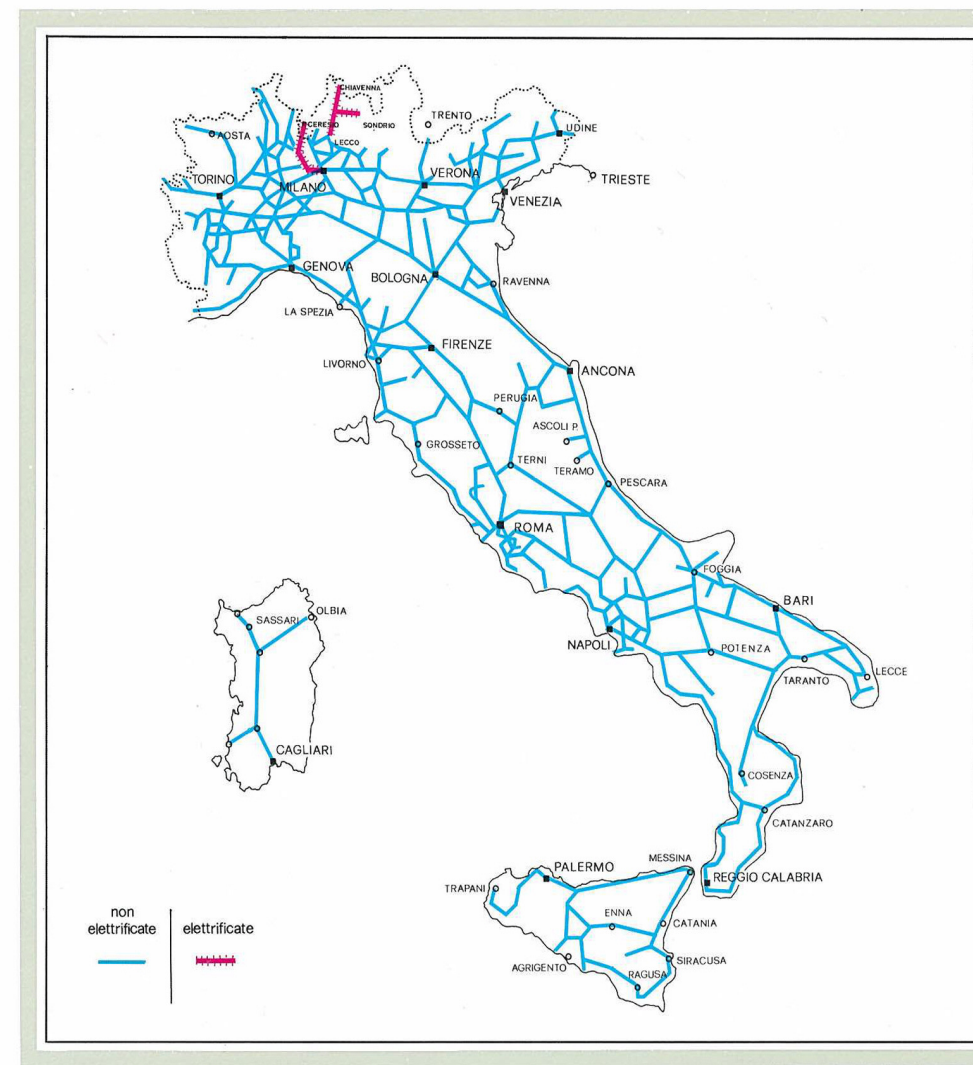 CHIAVENNA
CERESIO
SONDRIO
TRENTO
UDINE
AOSTA
LECCO
TORINO
MILANO
VERONA
TRIESTE
VENEZIA
GENOVA
BOLOGNA
RAVENNA
LA SPEZIA
FIRENZE
LIVORNO
ANCONA
PERUGIA
ASCOLI P.
GROSSETO
TERNI
TERAMO
PESCARA
ROMA
FOGGIA
BARI
OLBIA
SASSARI
NAPOLI
POTENZA
TARANTO
LECCE
CAGLIARI
COSENZA
CATANZARO
MESSINA
PALERMO
REGGIO CALABRIA
TRAPANI
ENNA
CATANIA
AGRIGENTO
SIRACUSA
RAGUSA
non
elettrificate
elettrificate